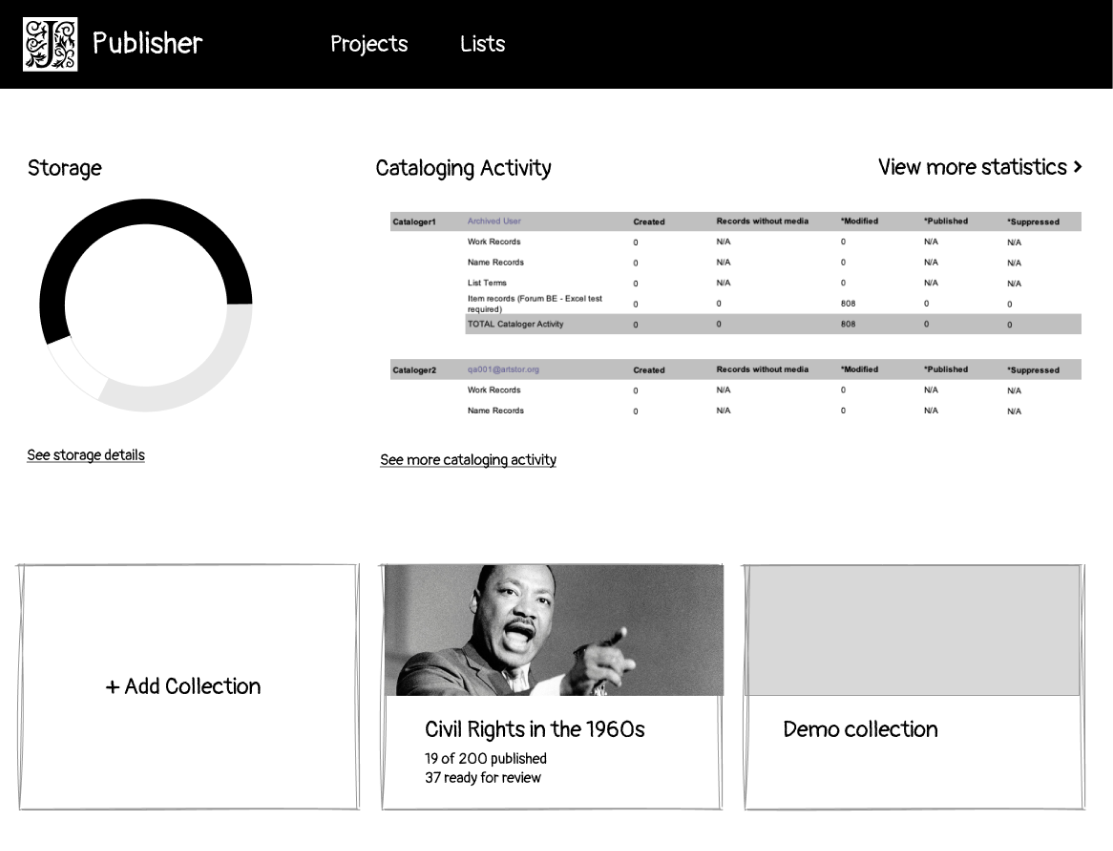 J Publisher Projects Lists
Storage
Cataloging Activity
View more statistics >
Cataloger1 Archived User Created Records without media *Modified *Published *Suppressed
Work Records 0 N/A 0 N/A N/A
Name Records 0 N/A 0 N/A N/A
List Terms 0 N/A 0 N/A N/A
Item records (Forum BE - Excel test
required) 0 0 808 0 0
TOTAL Cataloger Activity 0 0 808 0 0
Cataloger2 qa001@artstor.org Created Records without media *Modified *Published *Suppressed
Work Records 0 N/A 0 N/A N/A
Name Records 0 N/A 0 N/A N/A
See storage details
See more cataloging activity
+ Add Collection
Civil Rights in the 1960s
19 of 200 published
37 ready for review
Demo collection